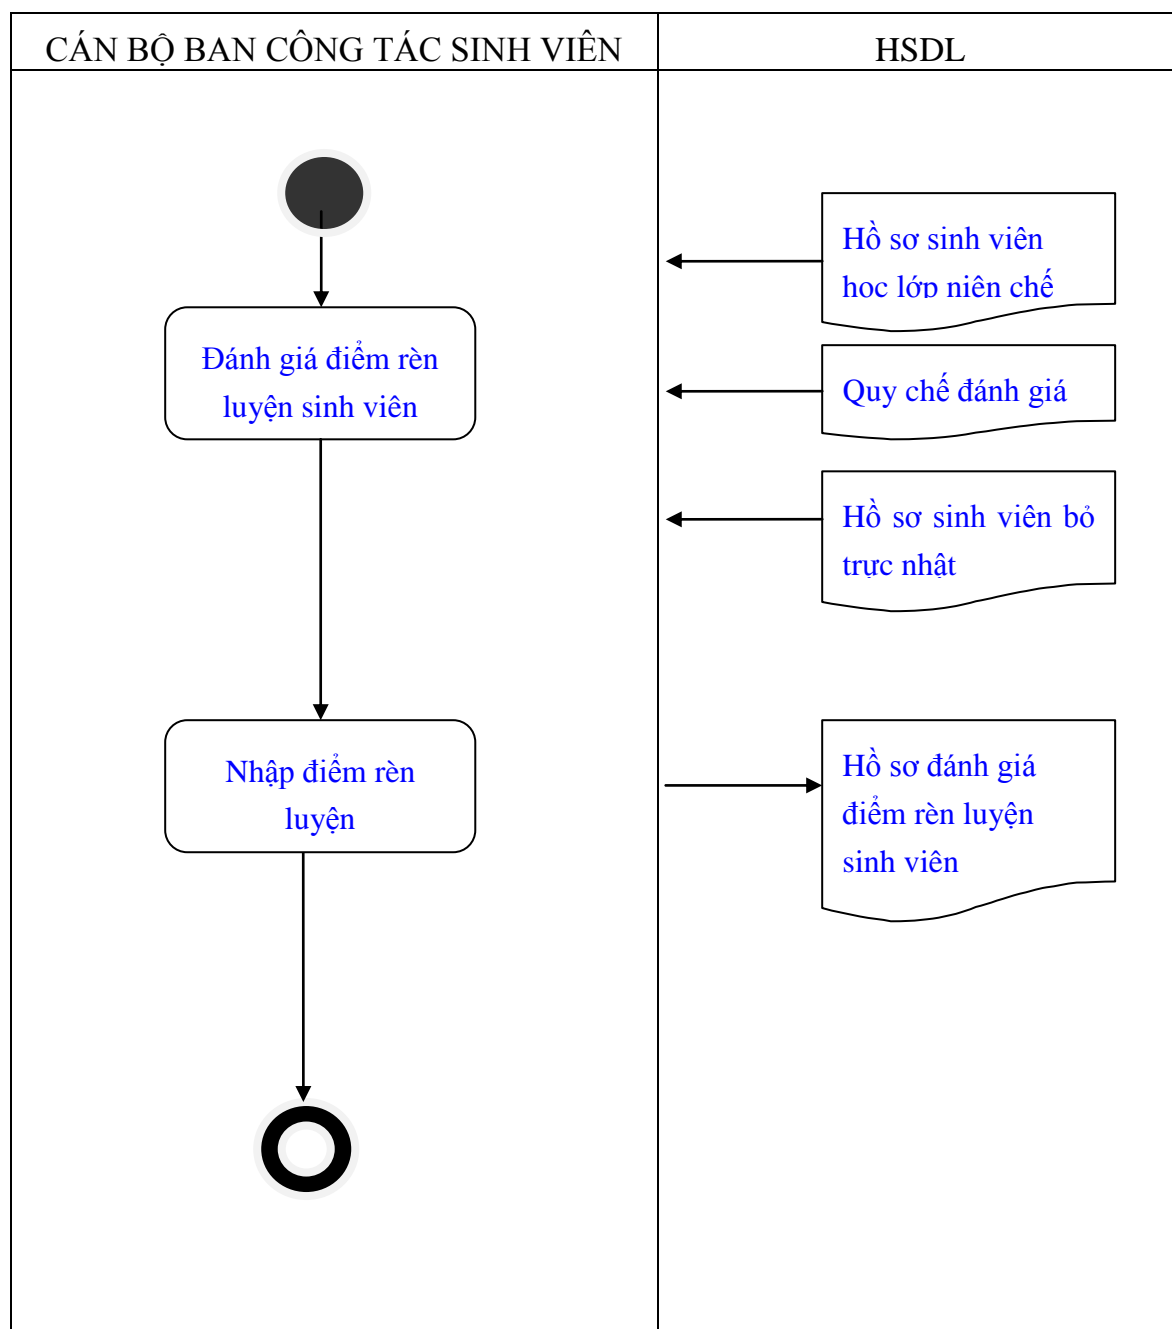 CÁN BỘ BAN CÔNG TÁC SINH VIÊN
HSDL
Hồ sơ sinh viên
học lớp niên chế
Đánh giá điểm rèn
luyện sinh viên
Quy chế đánh giá
Hồ sơ sinh viên bỏ
trực nhật
Nhập điểm rèn
luyện
Hồ sơ đánh giá
điểm rèn luyện
sinh viên